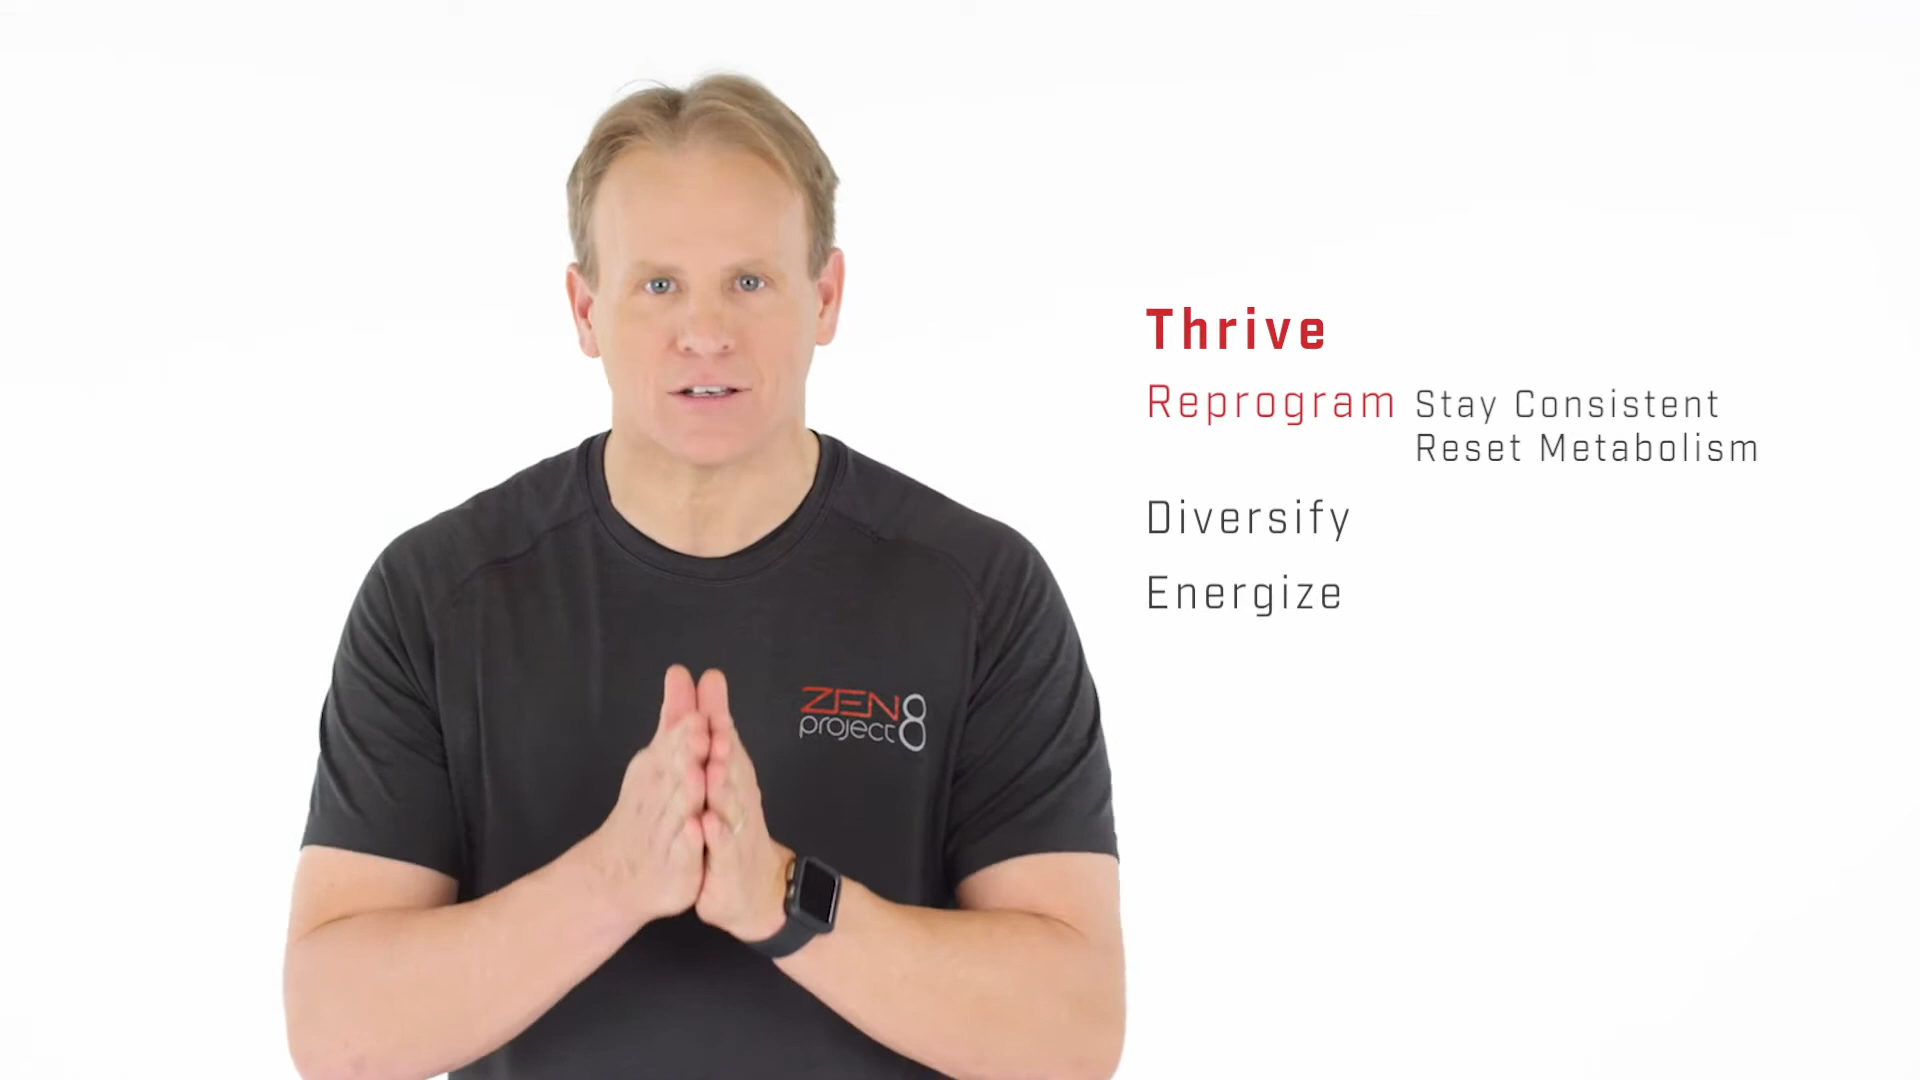 Thrive
Reprogram Stay Consistent
Reset Metabolism
Diversify
Energize
ZEN
project 8